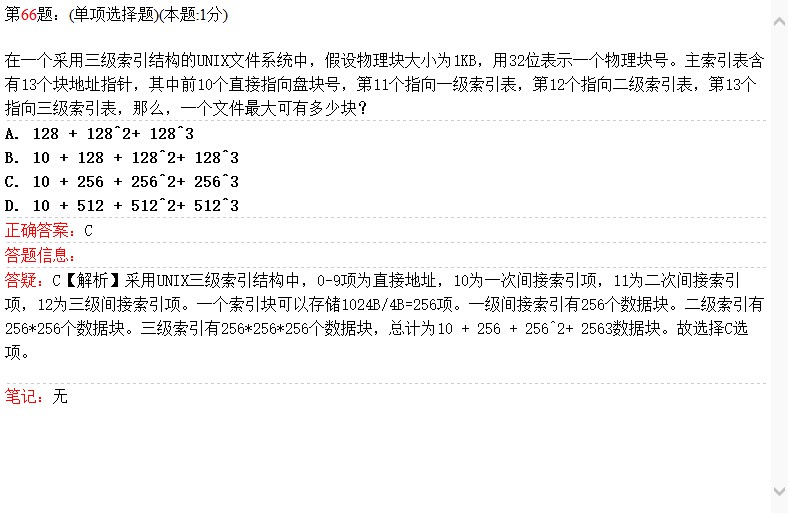 第66题：(单项选择题)(本题:1分)
在一个采用三级索引结构的UNIX文件系统中，假设物理块大小为1KB，用32位表示一个物理块号。主索引表含
有13个块地址指针，其中前10个直接指向盘块号，第11个指向一级索引表，第12个指向二级索引表，第13个
指向三级索引表，那么，一个文件最大可有多少块？
A. 128 + 128^2+ 128^3
B. 10 + 128 + 128^2+ 128^3
C. 10 + 256 + 256^2+ 256^3
D. 10 + 512 + 512^2+ 512^3
正确答案：C
答题信息：
答疑：C【解析】采用UNIX三级索引结构中，0-9项为直接地址，10为一次间接索引项，11为二次间接索引
项，12为三级间接索引项。一个索引块可以存储1024B/4B=256项。一级间接索引有256个数据块。二级索引有
256*256个数据块。三级索引有256*256*256个数据块，总计为10 + 256 + 256^2+ 2563数据块。故选择C选
项。
笔记：无